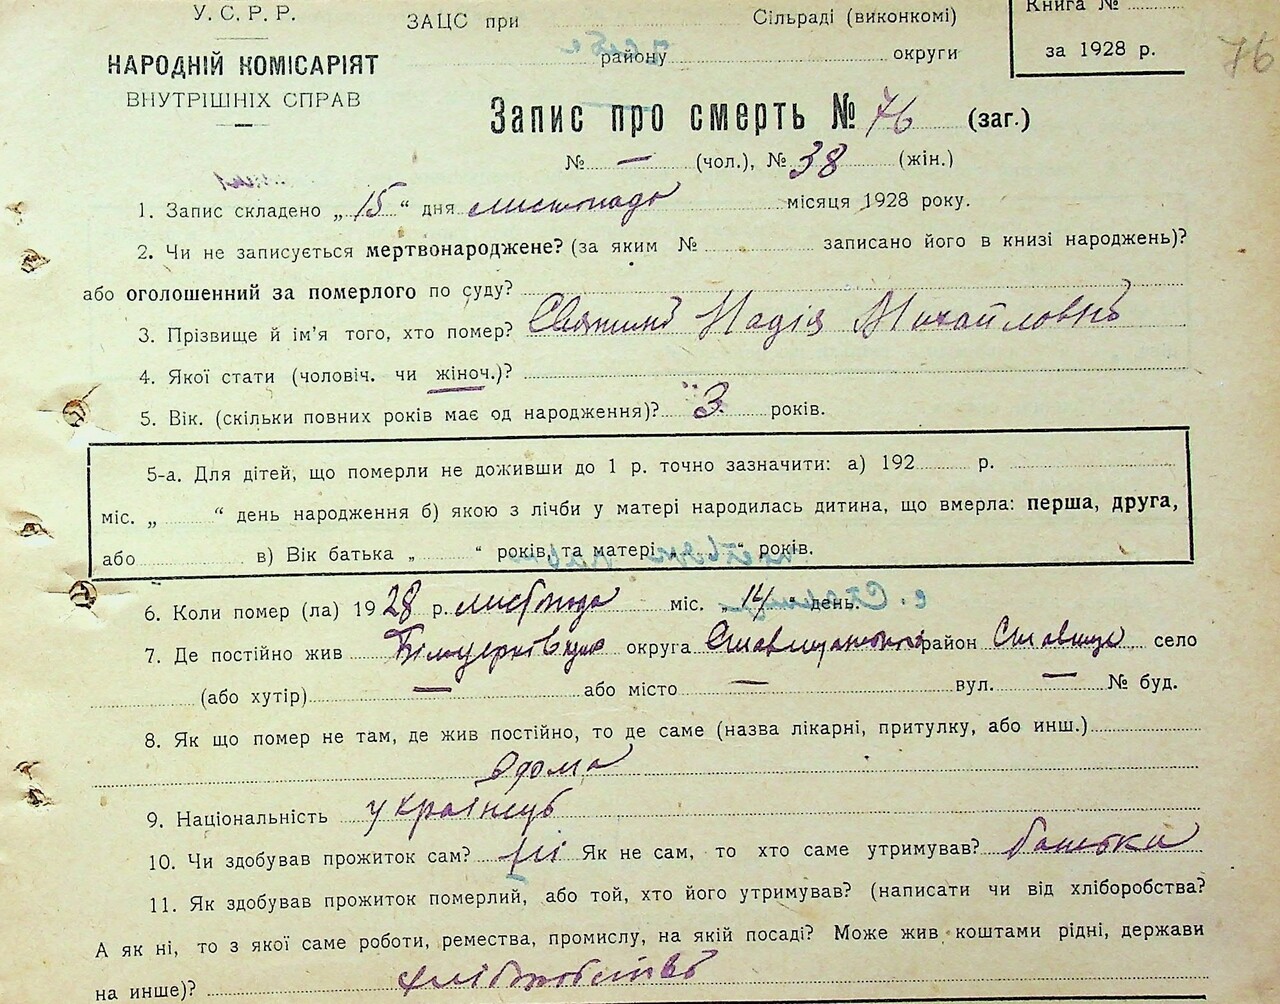 У. С. Р. Р.
НАРОДНІЙ КОМІСАРІЯТ
ВНУТРІШНІХ СПРАВ
ЗАЦС при Сільраді (виконкомі)
району округи
Книга №
за 1928 р.
76
Запис про смерть № 76 (заг.)
№ — (чол.), № 38 (жін.)
1. Запис складено „ 15 “ дня листопада місяця 1928 року.
2. Чи не записується мертвонароджене? (за яким № записано його в книзі народжень)?
або оголошенний за померлого по суду?
3. Прізвище й ім'я того, хто помер? Надія Михайловна
4. Якої стати (чоловіч. чи жіноч.)?
5. Вік. (скільки повних років має од народження)? 3 років.
5-а. Для дітей, що померли не доживши до 1 р. точно зазначити: а) 192 р.
міс. „ “ день народження б) якою з лічби у матері народилась дитина, що вмерла: перша, друга,
або в) Вік батька „ “ років, та матері „ “ років.
6. Коли помер (ла) 1928 р. листопада міс. „ 14 “ день.
7. Де постійно жив Білоцерківська округа район Ставище село
(або хутір) — або місто — вул. — № буд.
8. Як що помер не там, де жив постійно, то де саме (назва лікарні, притулку, або инш.)
вдома
9. Національність українець
10. Чи здобував прожиток сам? ні Як не сам, то хто саме утримував? батьки
11. Як здобував прожиток померлий, або той, хто його утримував? (написати чи від хліборобства?
А як ні, то з якої саме роботи, ремества, промислу, на якій посаді? Може жив коштами рідні, держави
на инше)? хліборобство